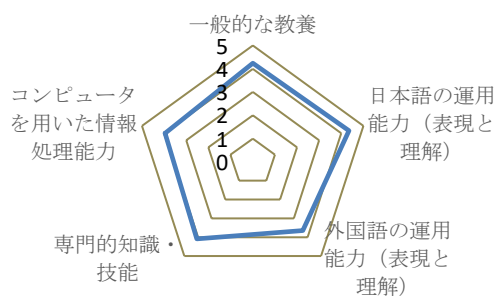 一般的な教養
5
4
3
2
1
0
日本語の運用
能力（表現と
理解）
外国語の運用
能力（表現と
理解）
専門的知識・
技能
コンピュータ
を用いた情報
処理能力